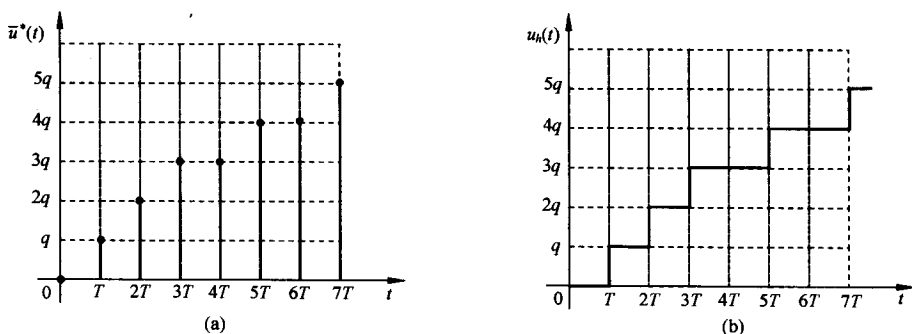 ū*(t)
5q
4q
3q
2q
q
0
T 2T 3T 4T 5T 6T 7T t
(a)
u_h(t)
5q
4q
3q
2q
q
0
T 2T 3T 4T 5T 6T 7T t
(b)